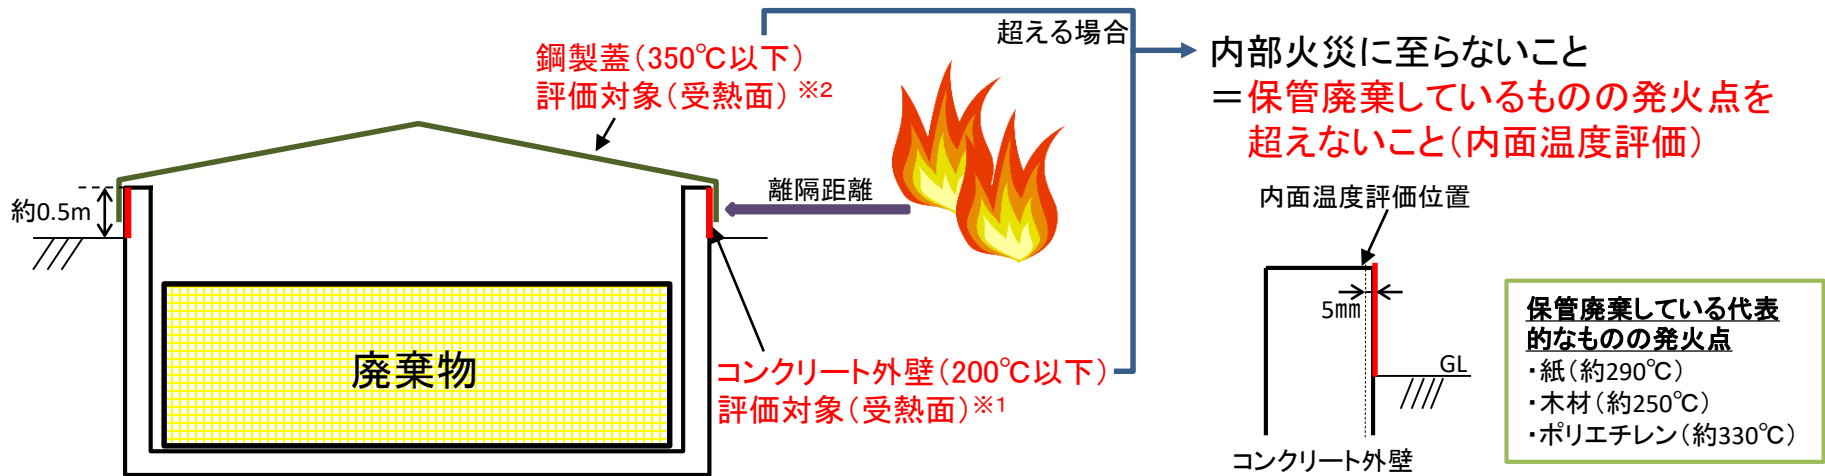 超える場合
鋼製蓋(350℃以下)
評価対象(受熱面)※2
内部火災に至らないこと
＝保管廃棄しているものの発火点を
超えないこと(内面温度評価)
約0.5m
離隔距離
内面温度評価位置
5㎜
廃棄物
コンクリート外壁(200℃以下)
評価対象(受熱面)※1
GL
コンクリート外壁
保管廃棄している代表
的なものの発火点
・紙(約290℃)
・木材(約250℃)
・ポリエチレン(約330℃)